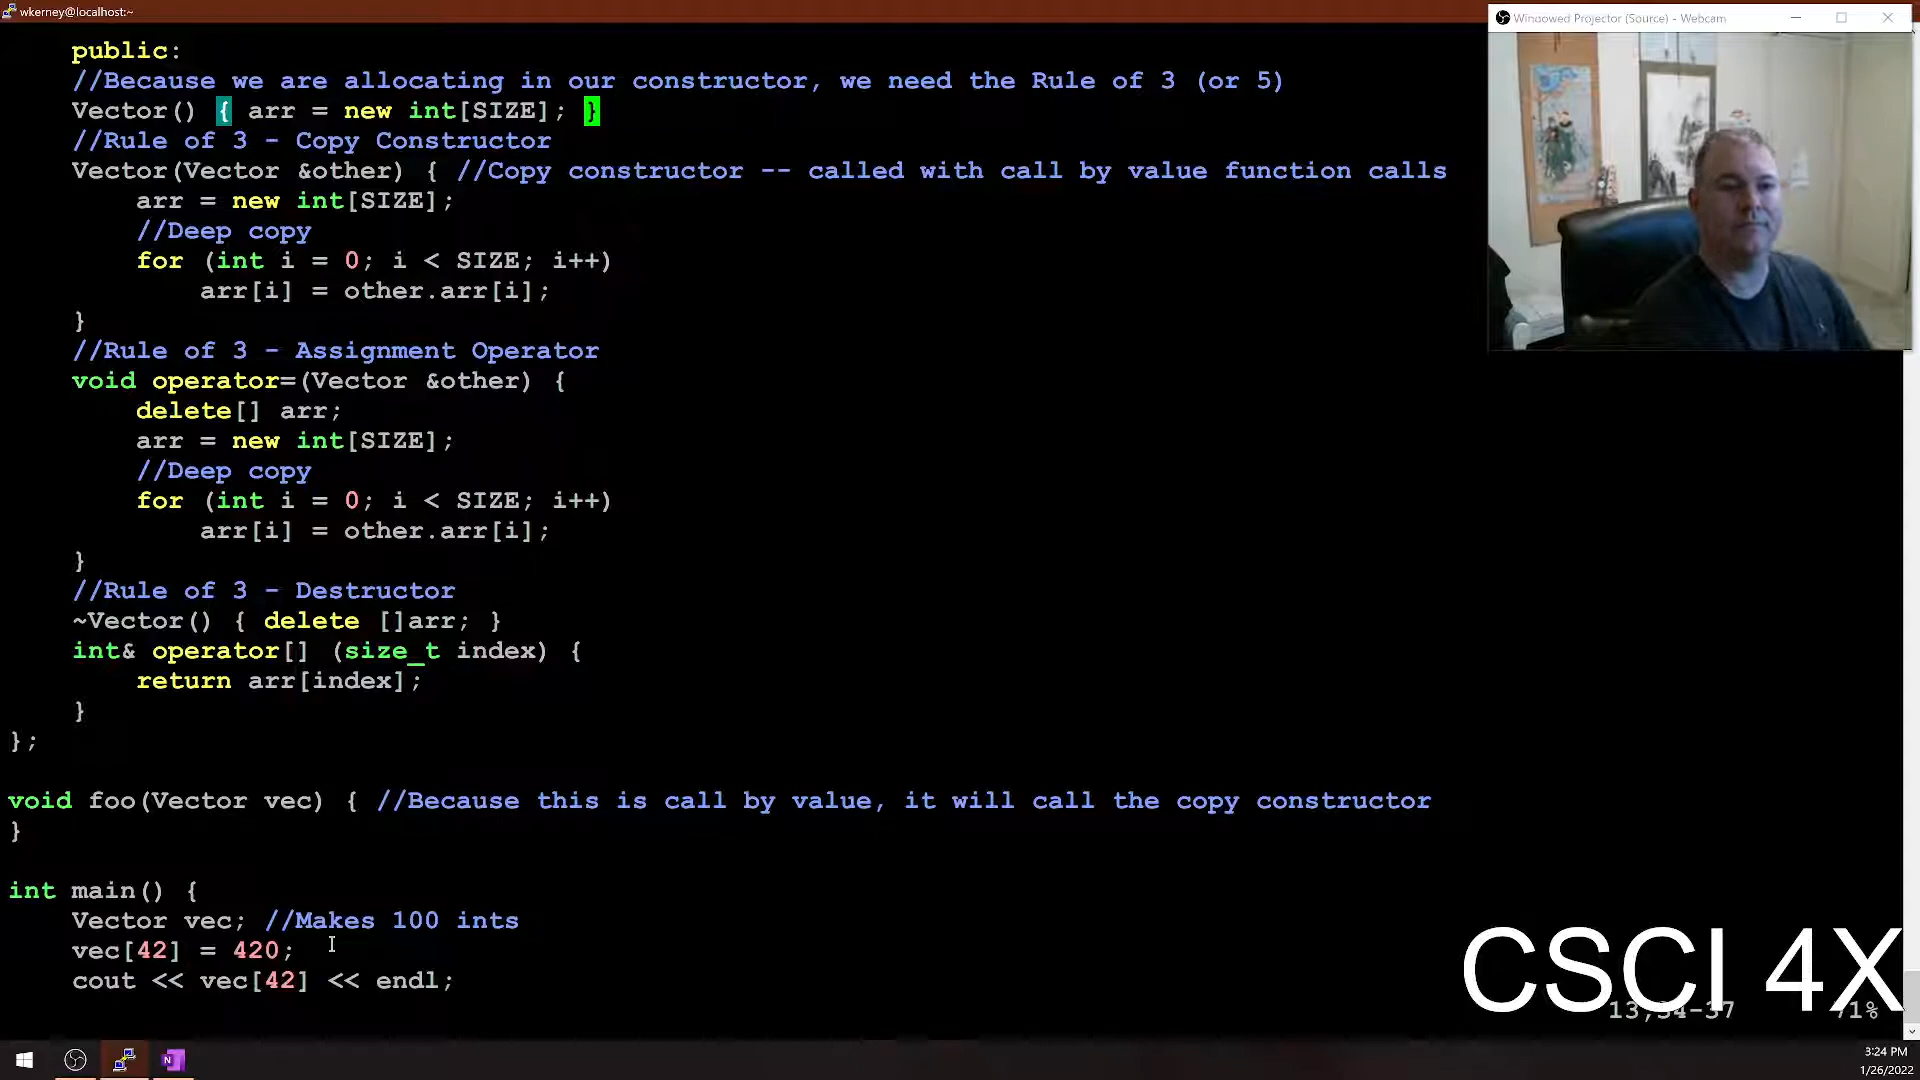 wkerney@localhost:~
Windowed Projector (Source) - Webcam
public:
//Because we are allocating in our constructor, we need the Rule of 3 (or 5)
Vector() { arr = new int[SIZE]; }
//Rule of 3 - Copy Constructor
Vector(Vector &other) { //Copy constructor -- called with call by value function calls
arr = new int[SIZE];
//Deep copy
for (int i = 0; i < SIZE; i++)
arr[i] = other.arr[i];
}
//Rule of 3 - Assignment Operator
void operator=(Vector &other) {
delete[] arr;
arr = new int[SIZE];
//Deep copy
for (int i = 0; i < SIZE; i++)
arr[i] = other.arr[i];
}
//Rule of 3 - Destructor
~Vector() { delete []arr; }
int& operator[] (size_t index) {
return arr[index];
}
};
void foo(Vector vec) { //Because this is call by value, it will call the copy constructor
}
int main() {
Vector vec; //Makes 100 ints
vec[42] = 420;
cout << vec[42] << endl;
CSCI 4X
13,34-37 71%
3:24 PM
1/26/2022